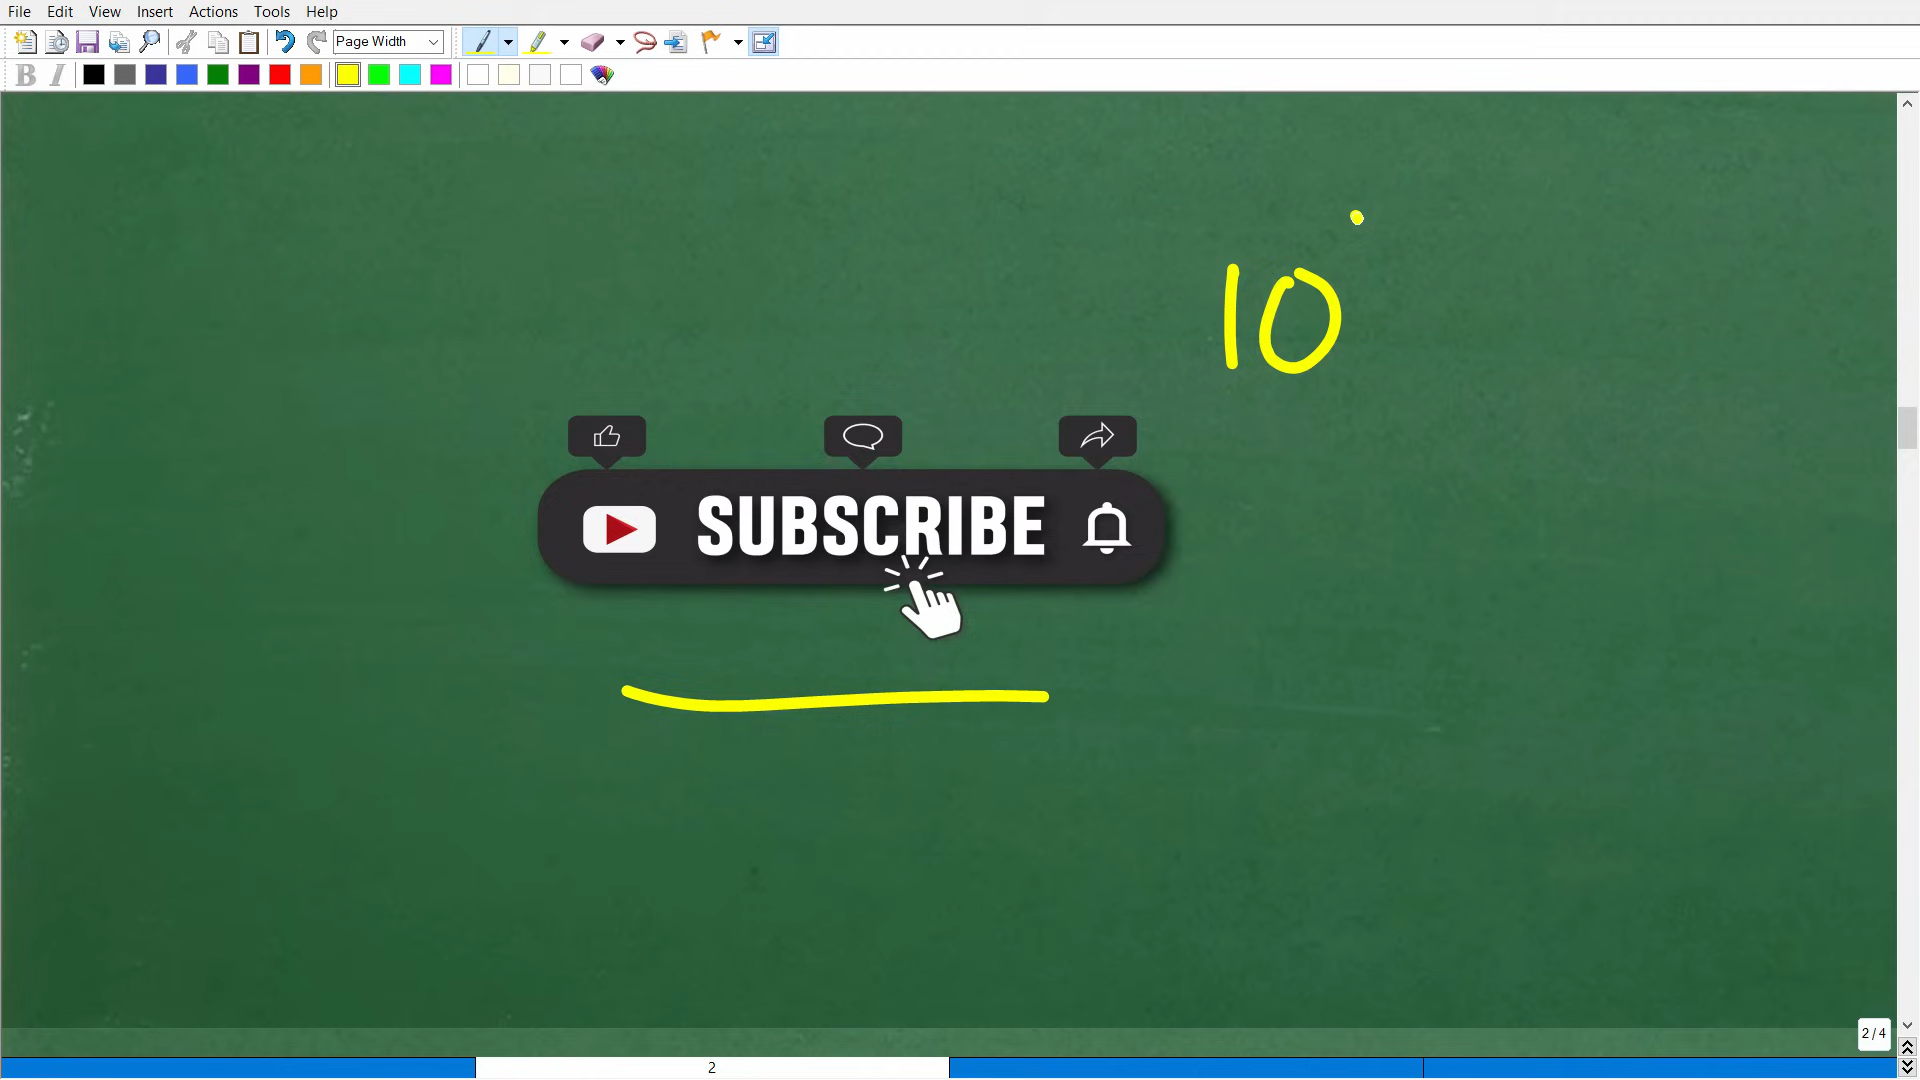 File Edit View Insert Actions Tools Help
Page Width
B I
10
SUBSCRIBE
2 / 4
2